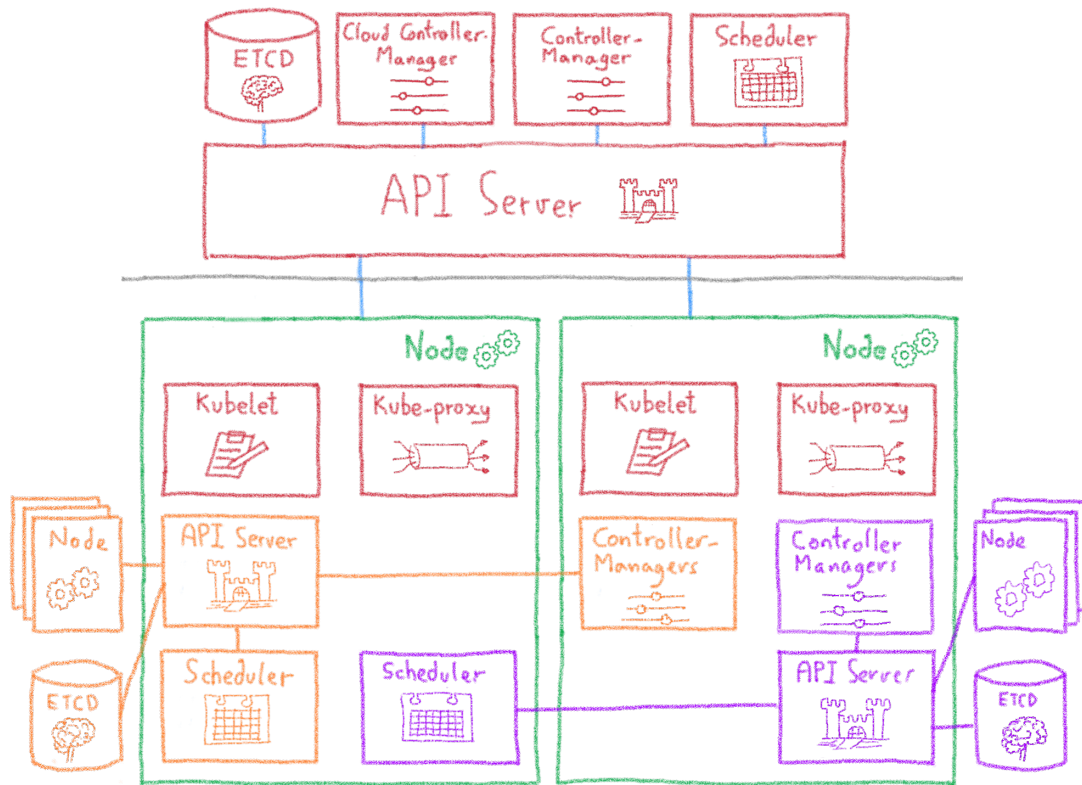 ETCD
Cloud Controller-
Manager
Controller-
Manager
Scheduler
API Server
Node
Kubelet
Kube-proxy
Node
Kubelet
Kube-proxy
Node
API Server
Controller-
Managers
Controller
Managers
Node
ETCD
Scheduler
Scheduler
API Server
ETCD